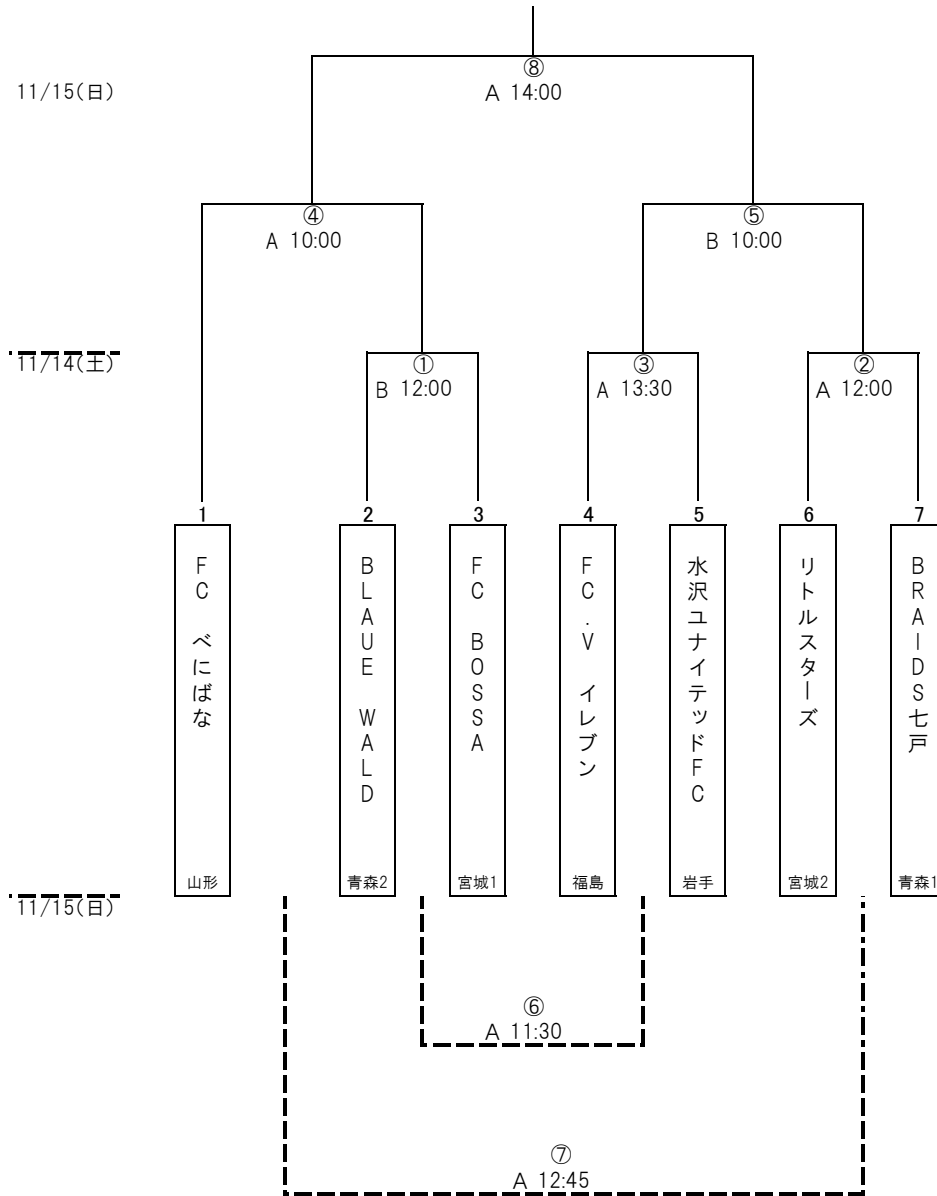 ⑧
11/15(日)
A 14:00
④
⑤
A 10:00
B 10:00
11/14(土)
①
③
②
B 12:00
A 13:30
A 12:00
1
2
3
4
5
6
7
FC べにばな
BLAUE WALD
FC BOSSA
FC.V イレブン
水沢ユナイテッドFC
リトルスターズ
BRAIDS七戸
山形
青森2
宮城1
福島
岩手
宮城2
青森1
11/15(日)
⑥
A 11:30
⑦
A 12:45